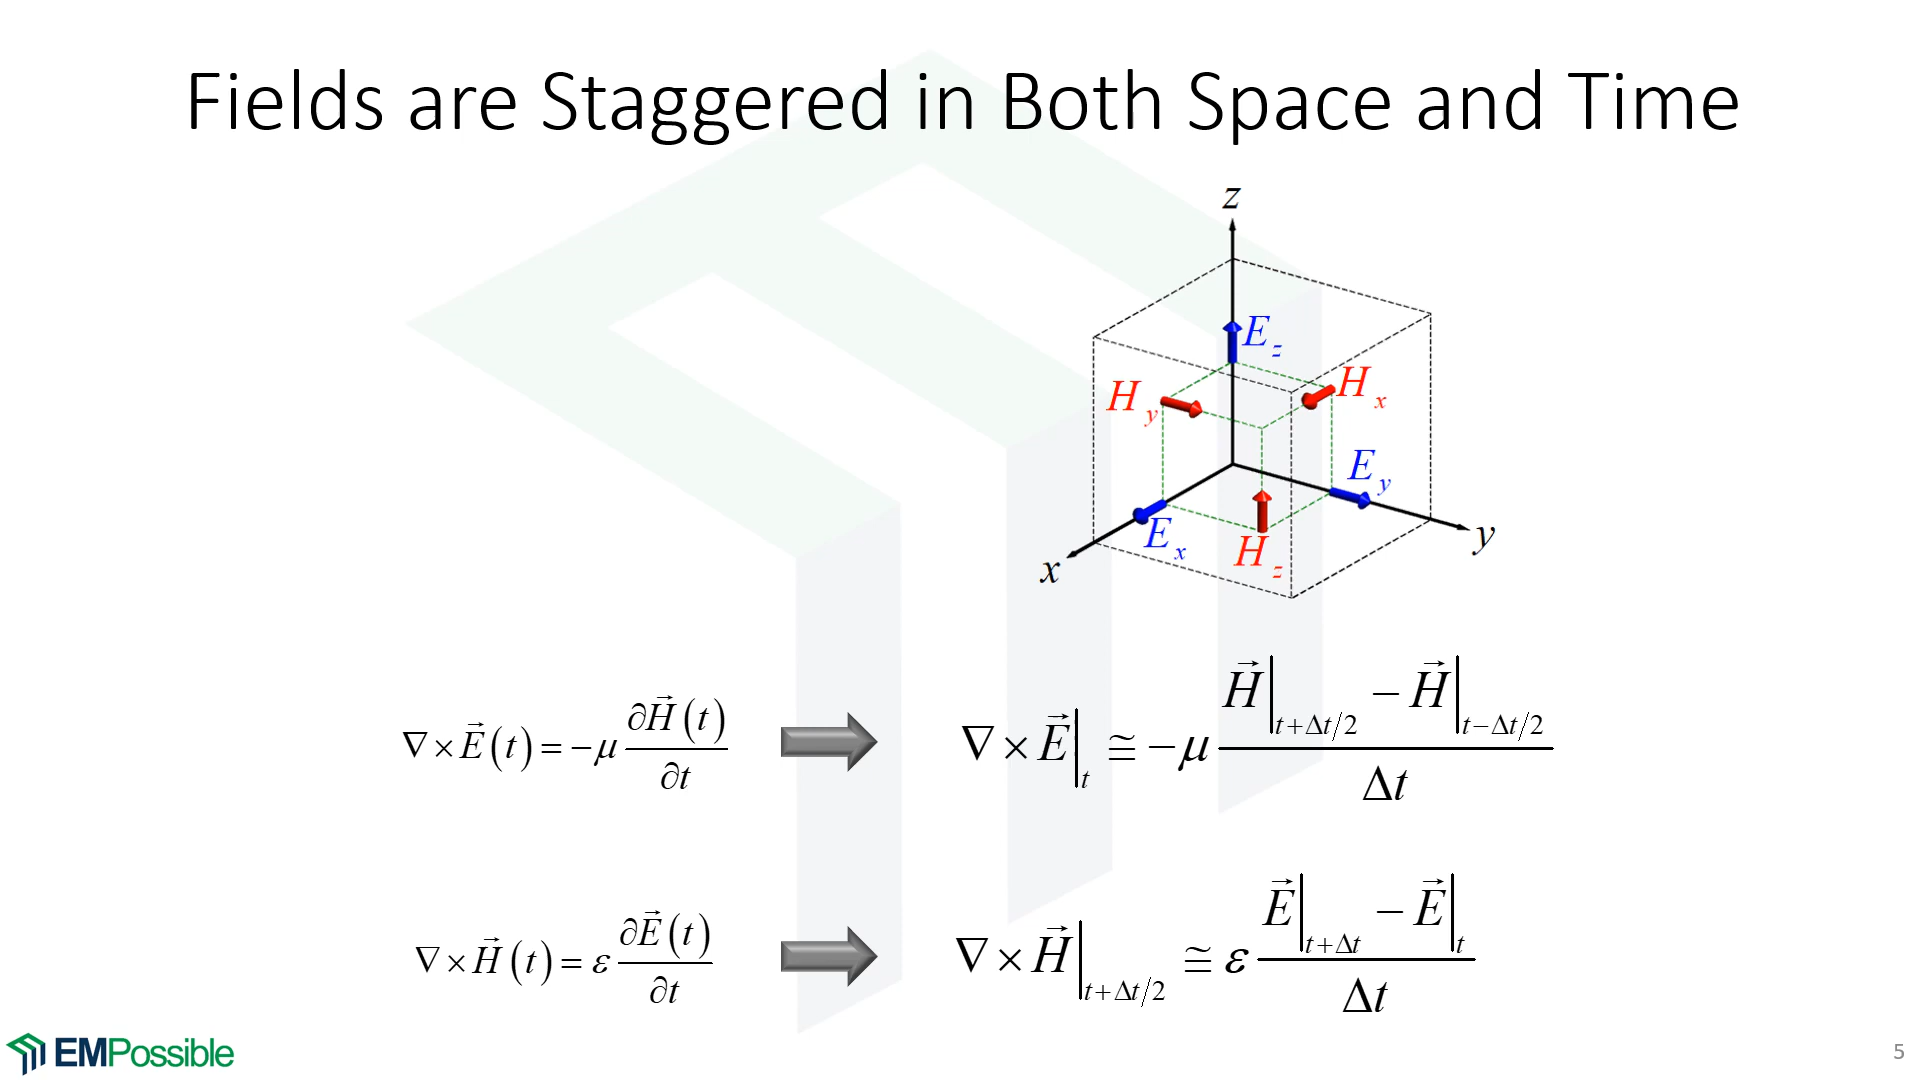 Fields are Staggered in Both Space and Time
z
E_z
H_y
H_x
E_y
E_x
H_z
y
x
∇ × E⃗(t) = −μ ∂H⃗(t)/∂t
∇ × E⃗|_t ≅ −μ (H⃗|_{t+Δt/2} − H⃗|_{t−Δt/2})/Δt
∇ × H⃗(t) = ε ∂E⃗(t)/∂t
∇ × H⃗|_{t+Δt/2} ≅ ε (E⃗|_{t+Δt} − E⃗|_t)/Δt
EMPossible
5